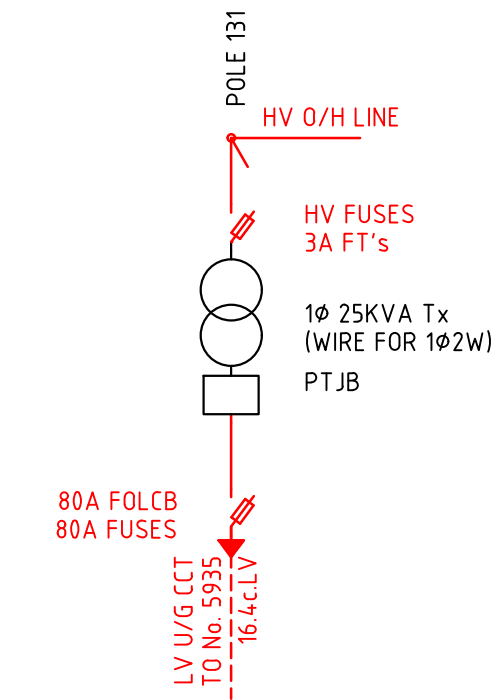 POLE 131
HV O/H LINE
HV FUSES
3A FT's
1Ø 25KVA Tx
(WIRE FOR 1Ø2W)
PTJB
80A FOLCB
80A FUSES
LV U/G CCT
TO No. 5935
16.4c.LV